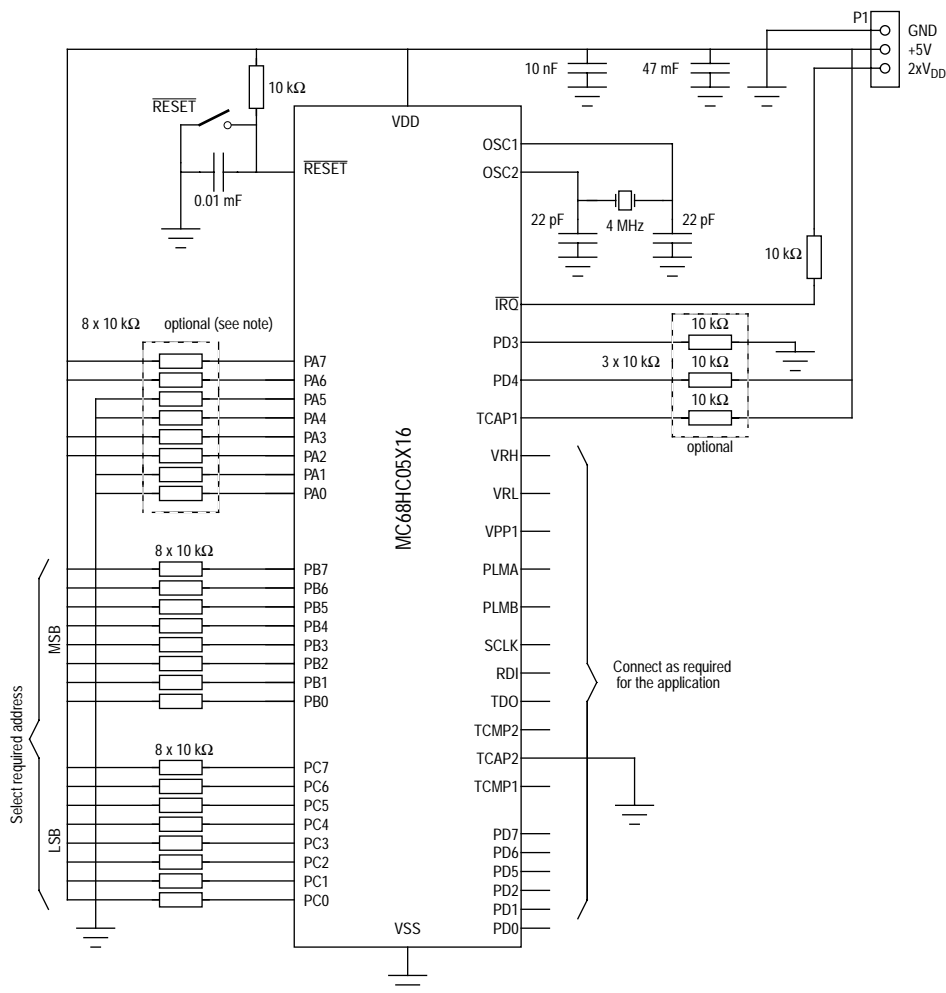 P1
GND
+5V
2xVDD
10 nF
47 mF
10 kΩ
RESET
0.01 mF
VDD
RESET
OSC1
OSC2
22 pF
4 MHz
22 pF
10 kΩ
IRQ
8 x 10 kΩ
optional (see note)
PA7
PA6
PA5
PA4
PA3
PA2
PA1
PA0
PD3
PD4
TCAP1
10 kΩ
3 x 10 kΩ
10 kΩ
10 kΩ
optional
MC68HC05X16
VRH
VRL
VPP1
PLMA
PLMB
SCLK
RDI
TDO
TCMP2
TCAP2
TCMP1
PD7
PD6
PD5
PD2
PD1
PD0
Connect as required
for the application
8 x 10 kΩ
PB7
PB6
PB5
PB4
PB3
PB2
PB1
PB0
MSB
Select required address
LSB
8 x 10 kΩ
PC7
PC6
PC5
PC4
PC3
PC2
PC1
PC0
VSS